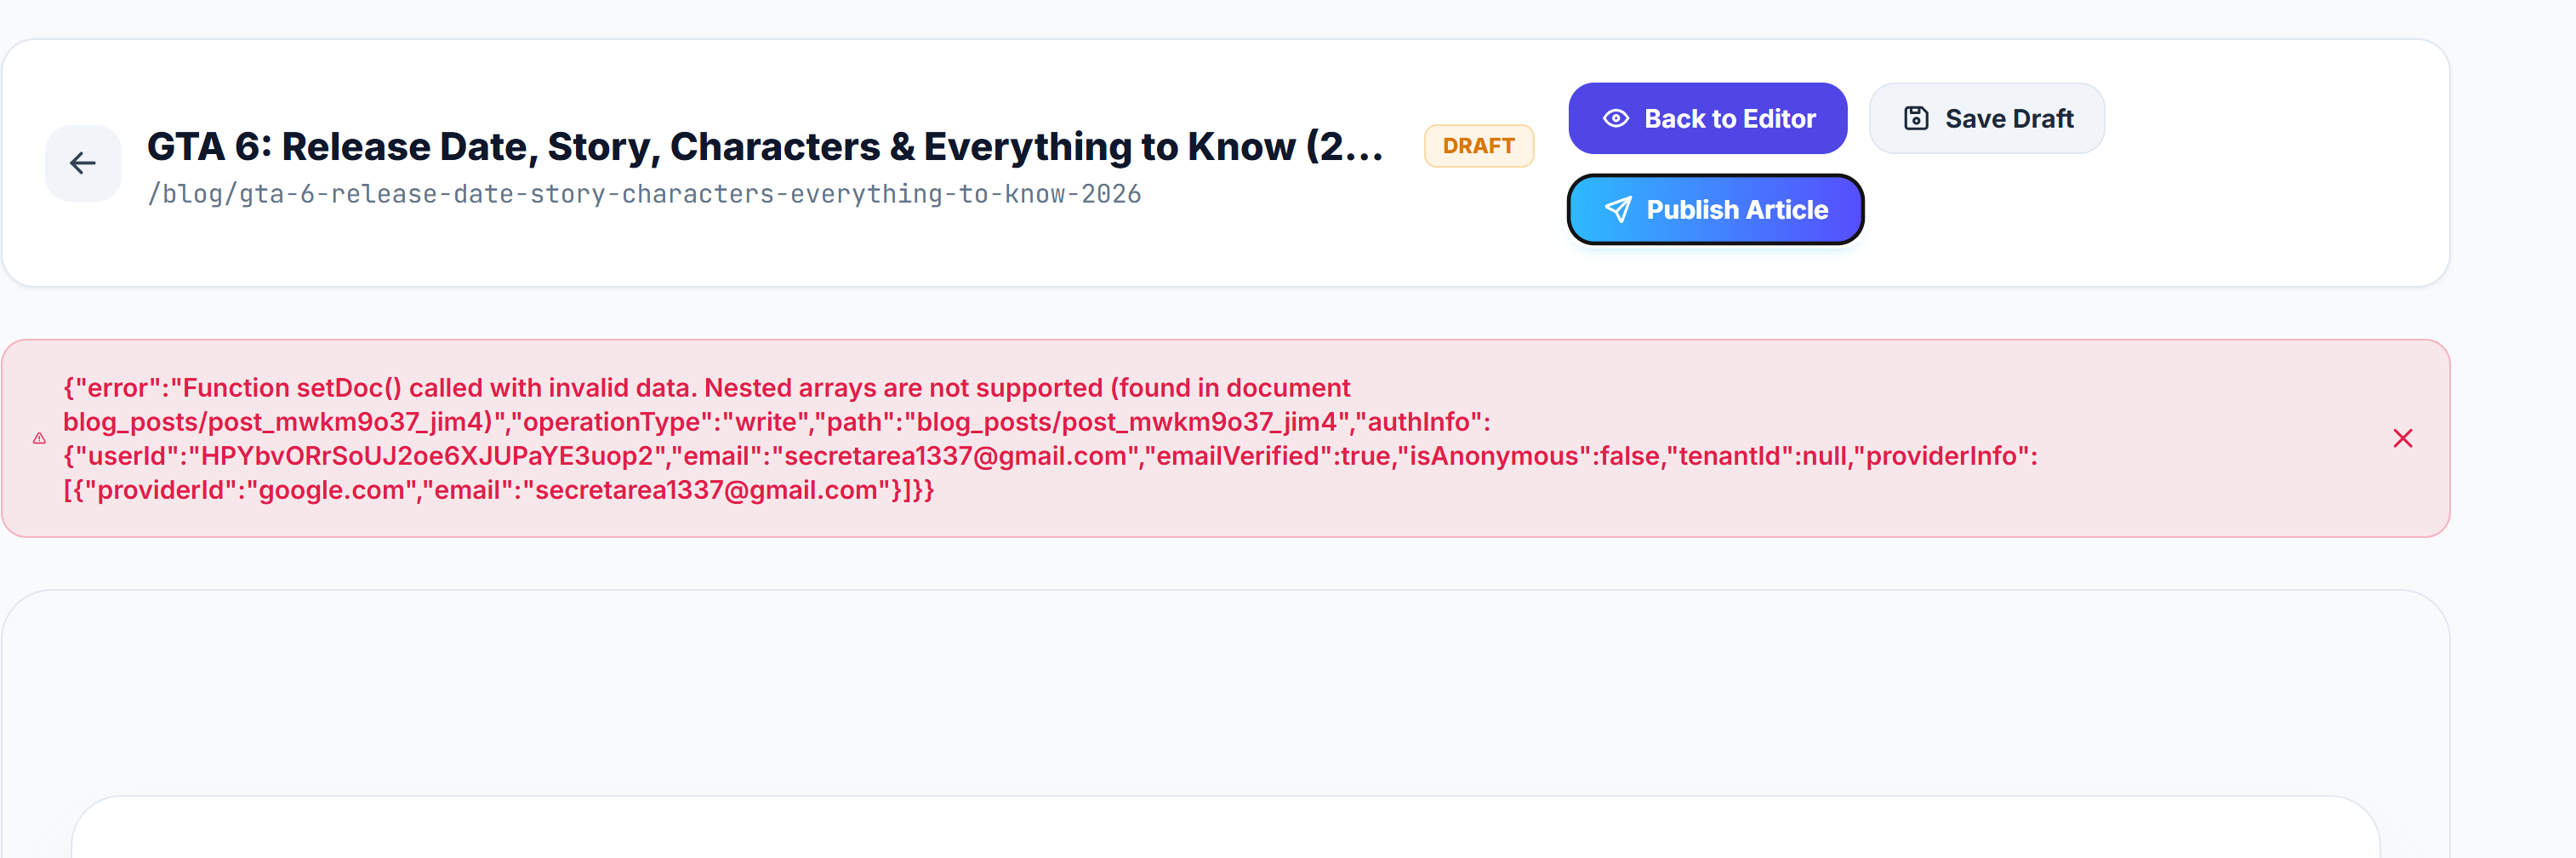 GTA 6: Release Date, Story, Characters & Everything to Know (2...
DRAFT
/blog/gta-6-release-date-story-characters-everything-to-know-2026
Back to Editor
Save Draft
Publish Article
{"error":"Function setDoc() called with invalid data. Nested arrays are not supported (found in document
blog_posts/post_mwkm9o37_jim4)","operationType":"write","path":"blog_posts/post_mwkm9o37_jim4","authInfo":
{"userId":"HPYbvORrSoUJ2oe6XJUPaYE3uop2","email":"secretarea1337@gmail.com","emailVerified":true,"isAnonymous":false,"tenantId":null,"providerInfo":
[{"providerId":"google.com","email":"secretarea1337@gmail.com"}]}}